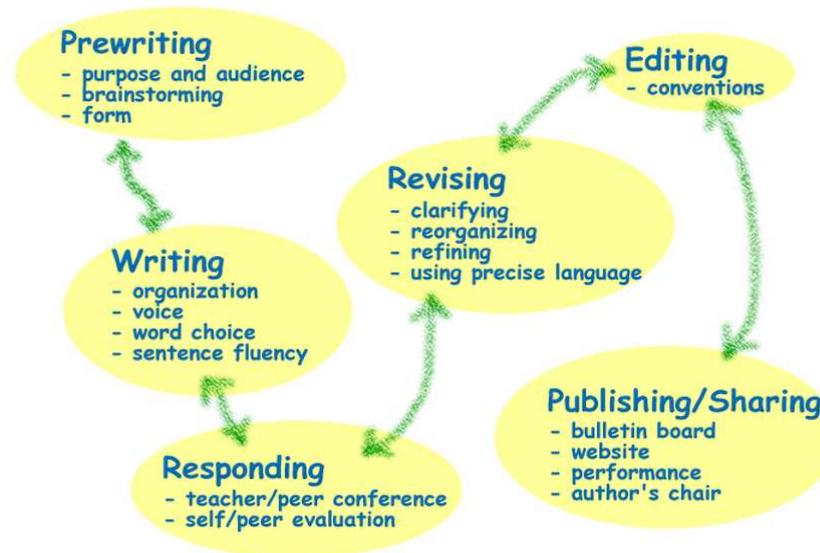 Prewriting
- purpose and audience
- brainstorming
- form
Writing
- organization
- voice
- word choice
- sentence fluency
Responding
- teacher/peer conference
- self/peer evaluation
Revising
- clarifying
- reorganizing
- refining
- using precise language
Editing
- conventions
Publishing/Sharing
- bulletin board
- website
- performance
- author's chair